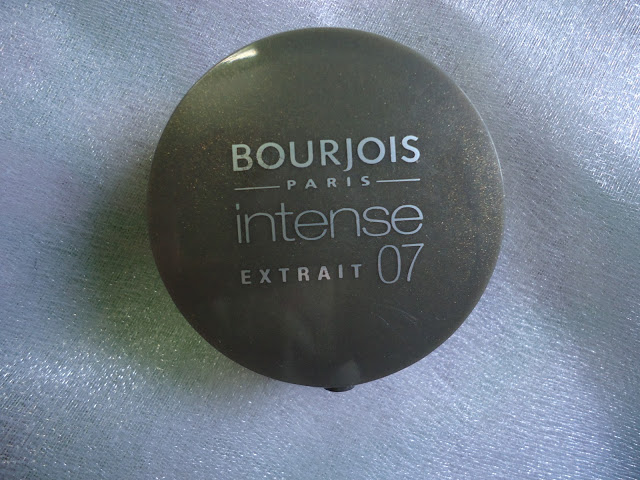 BOURJOIS
PARIS
intense
EXTRAIT 07